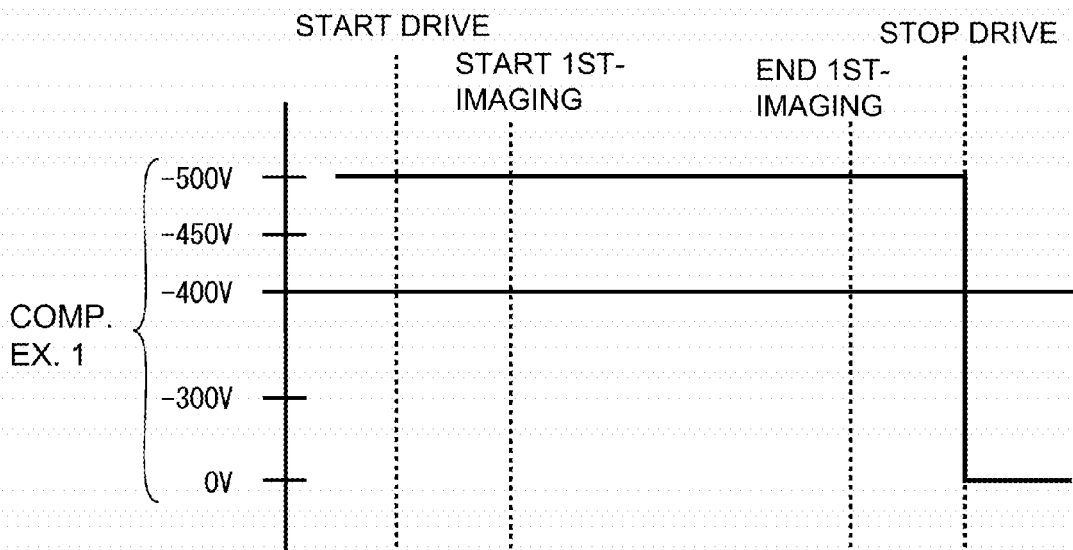 START DRIVE
STOP DRIVE
START 1ST-
IMAGING
END 1ST-
IMAGING
-500V
-450V
-400V
COMP.
EX. 1
-300V
0V